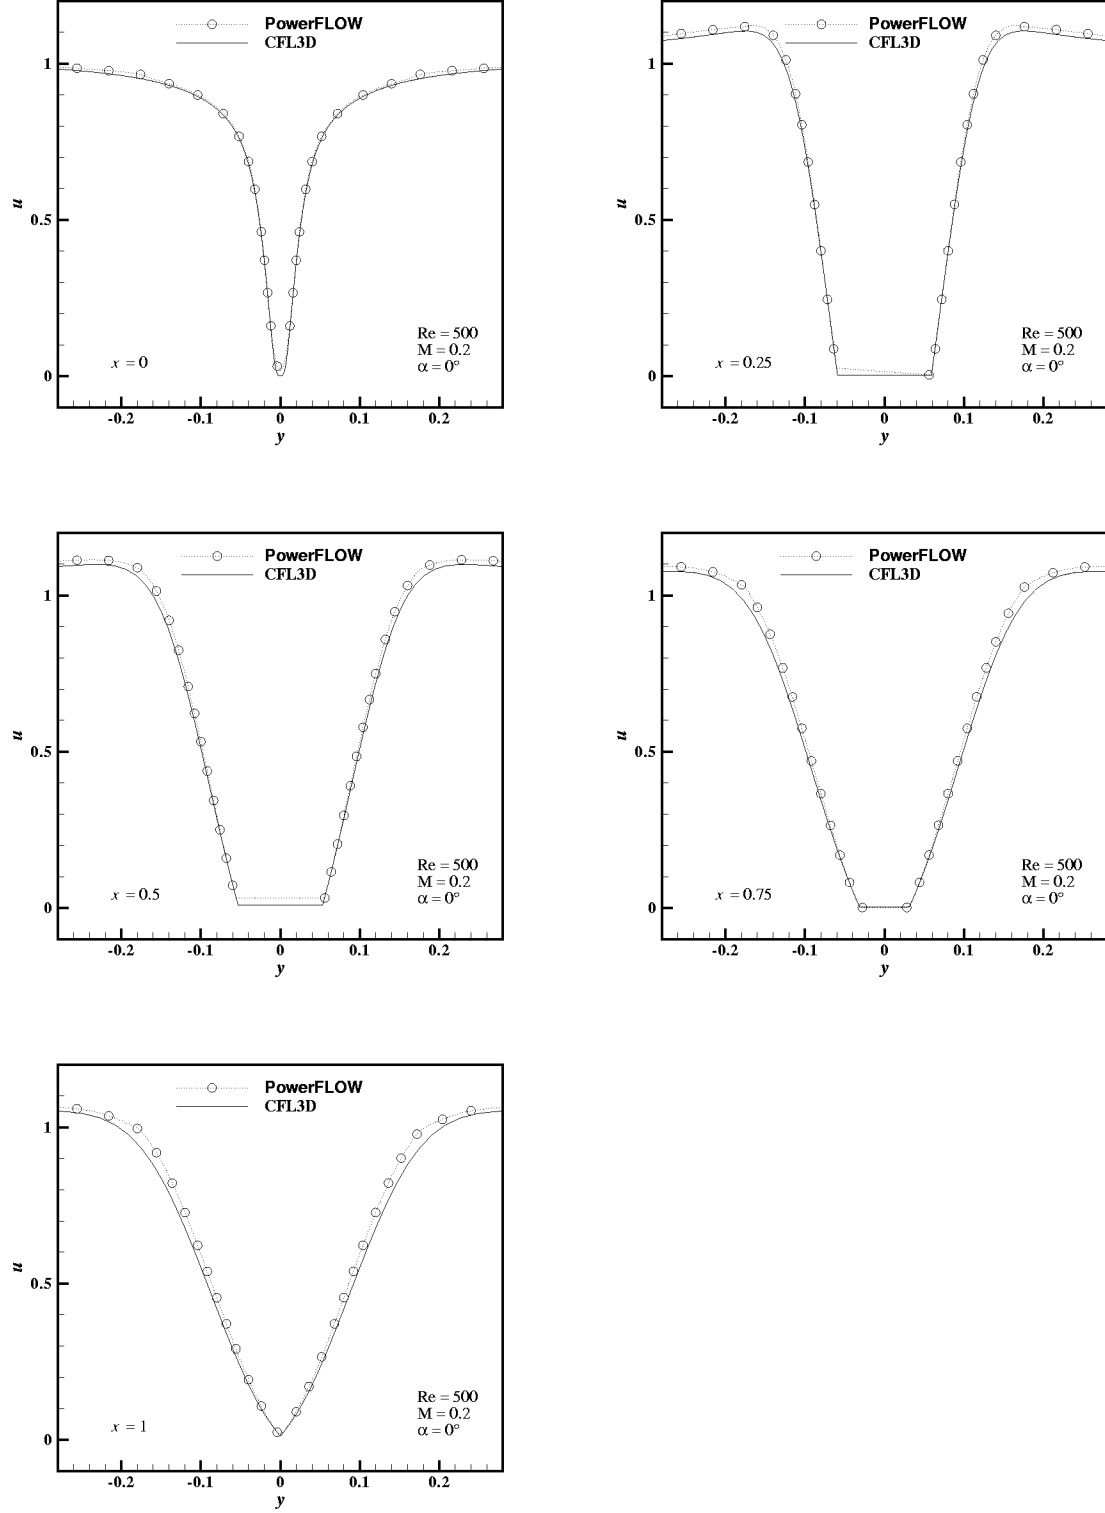 PowerFLOW
CFL3D
1
0.5
0
u
x = 0
Re = 500
M = 0.2
α = 0°
-0.2
-0.1
0
0.1
0.2
y
PowerFLOW
CFL3D
1
0.5
0
u
x = 0.25
Re = 500
M = 0.2
α = 0°
-0.2
-0.1
0
0.1
0.2
y
PowerFLOW
CFL3D
1
0.5
0
u
x = 0.5
Re = 500
M = 0.2
α = 0°
-0.2
-0.1
0
0.1
0.2
y
PowerFLOW
CFL3D
1
0.5
0
u
x = 0.75
Re = 500
M = 0.2
α = 0°
-0.2
-0.1
0
0.1
0.2
y
PowerFLOW
CFL3D
1
0.5
0
u
x = 1
Re = 500
M = 0.2
α = 0°
-0.2
-0.1
0
0.1
0.2
y